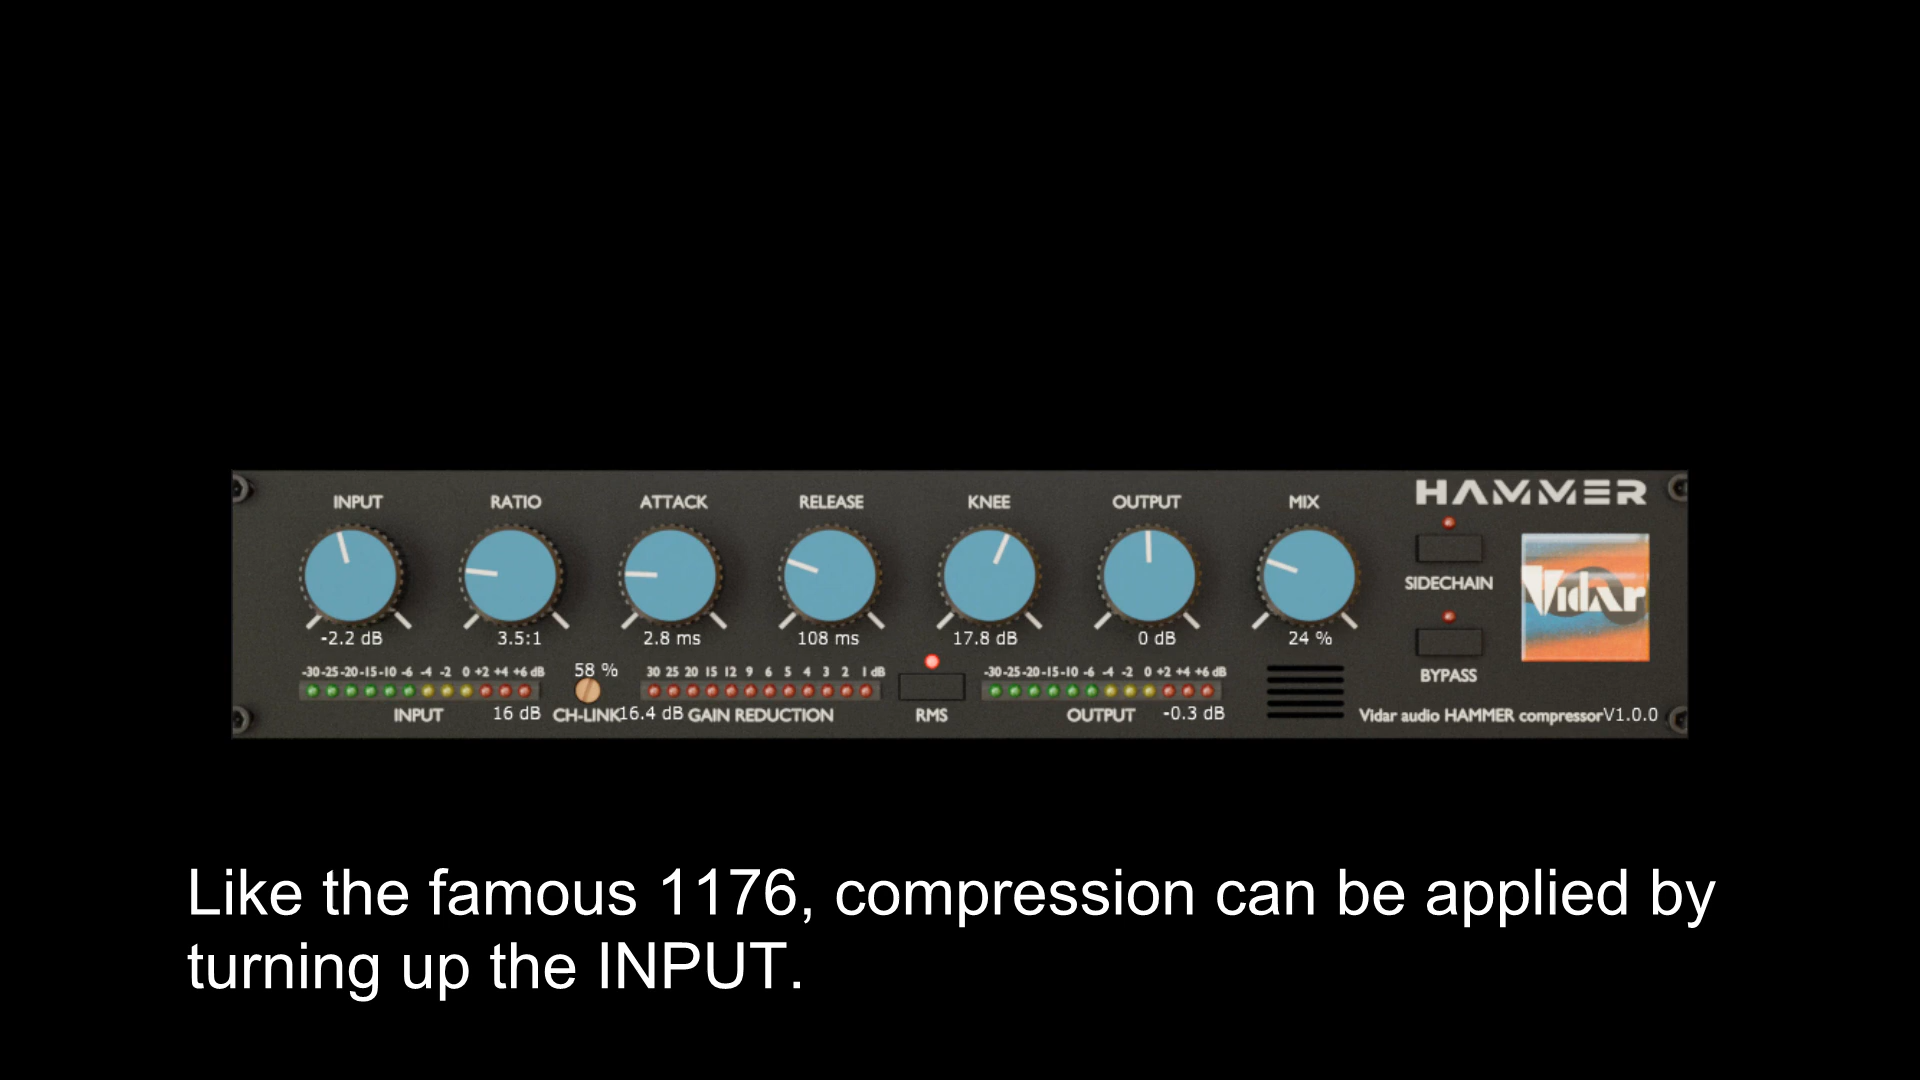 HAMMER
INPUT RATIO ATTACK RELEASE KNEE OUTPUT MIX
SIDECHAIN
Vidar
-2.2 dB 3.5:1 2.8 ms 108 ms 17.8 dB 0 dB 24 %
-30 -25 -20 -15 -10 -6 -4 -2 0 +2 +4 +6 dB 58 % 30 25 20 15 12 9 6 5 4 3 2 1 dB -30 -25 -20 -15 -10 -6 -4 -2 0 +2 +4 +6 dB
BYPASS
INPUT 16 dB CH-LINK 16.4 dB GAIN REDUCTION RMS OUTPUT -0.3 dB Vidar audio HAMMER compressor V1.0.0
Like the famous 1176, compression can be applied by
turning up the INPUT.